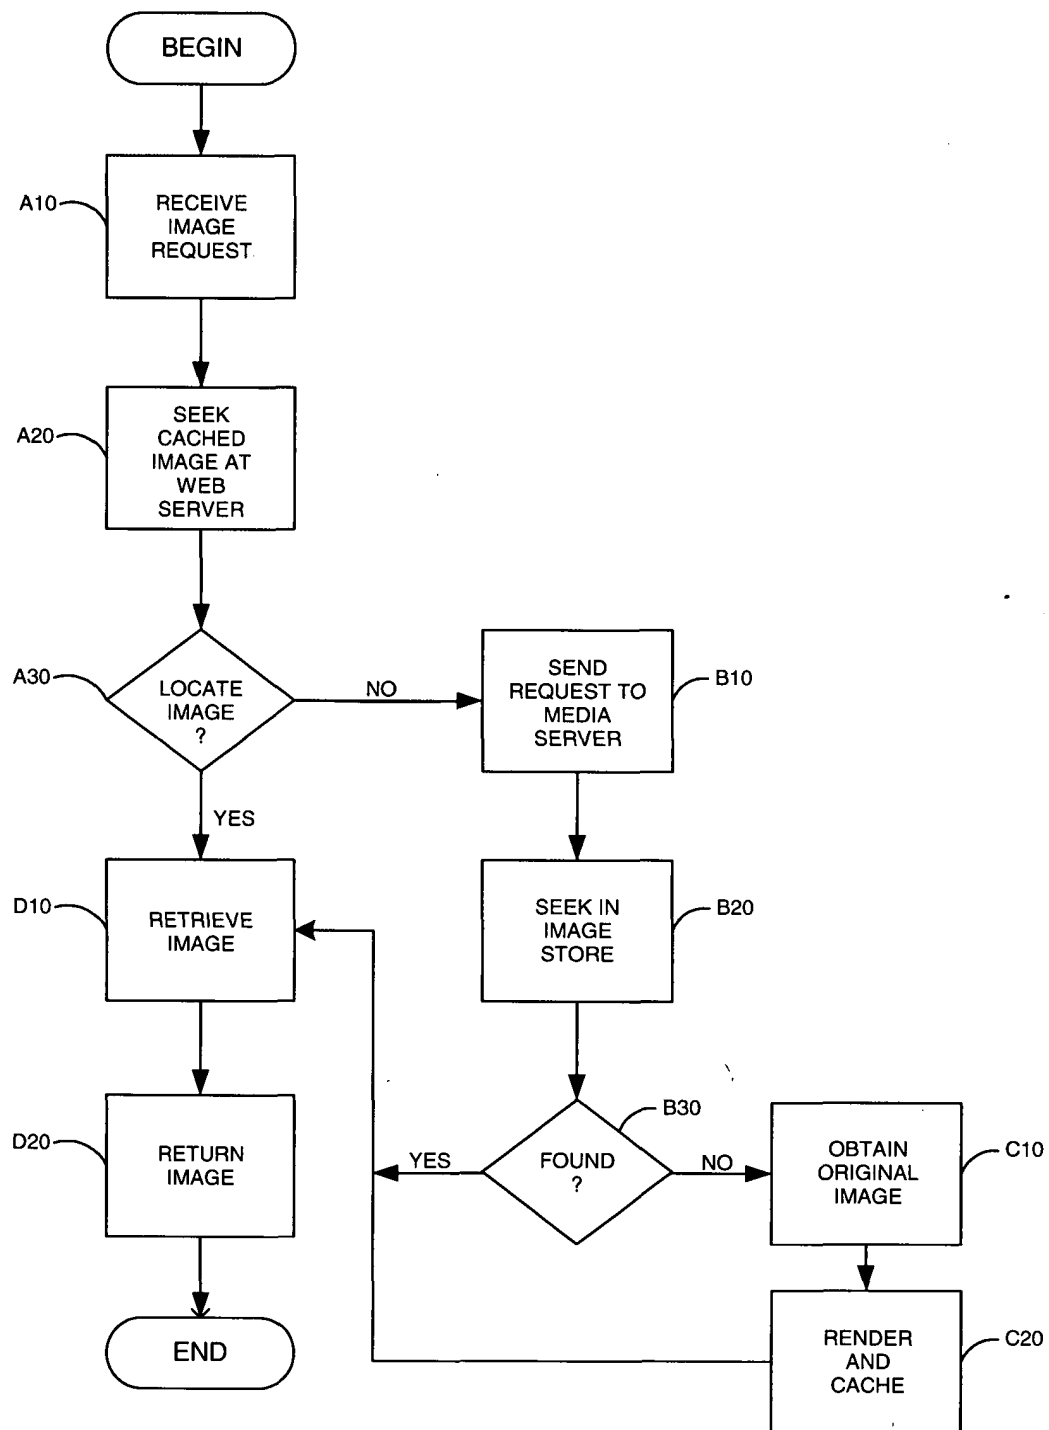 BEGIN
A10
RECEIVE
IMAGE
REQUEST
A20
SEEK
CACHED
IMAGE AT
WEB
SERVER
A30
LOCATE
IMAGE
?
NO
SEND
REQUEST TO
MEDIA
SERVER
B10
YES
D10
RETRIEVE
IMAGE
SEEK IN
IMAGE
STORE
B20
D20
RETURN
IMAGE
YES
FOUND
?
B30
NO
OBTAIN
ORIGINAL
IMAGE
C10
END
RENDER
AND
CACHE
C20